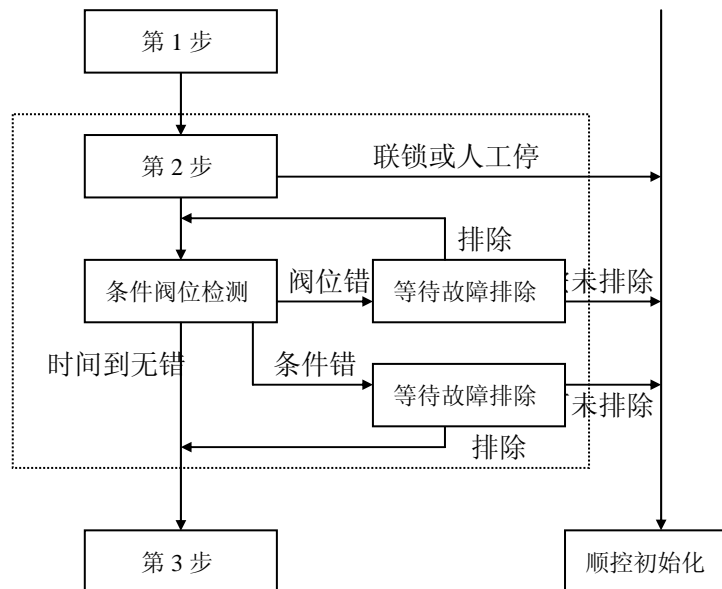 第 1 步
第 2 步
联锁或人工停
排除
条件阀位检测
阀位错
等待故障排除
未排除
时间到无错
条件错
等待故障排除
未排除
排除
第 3 步
顺控初始化